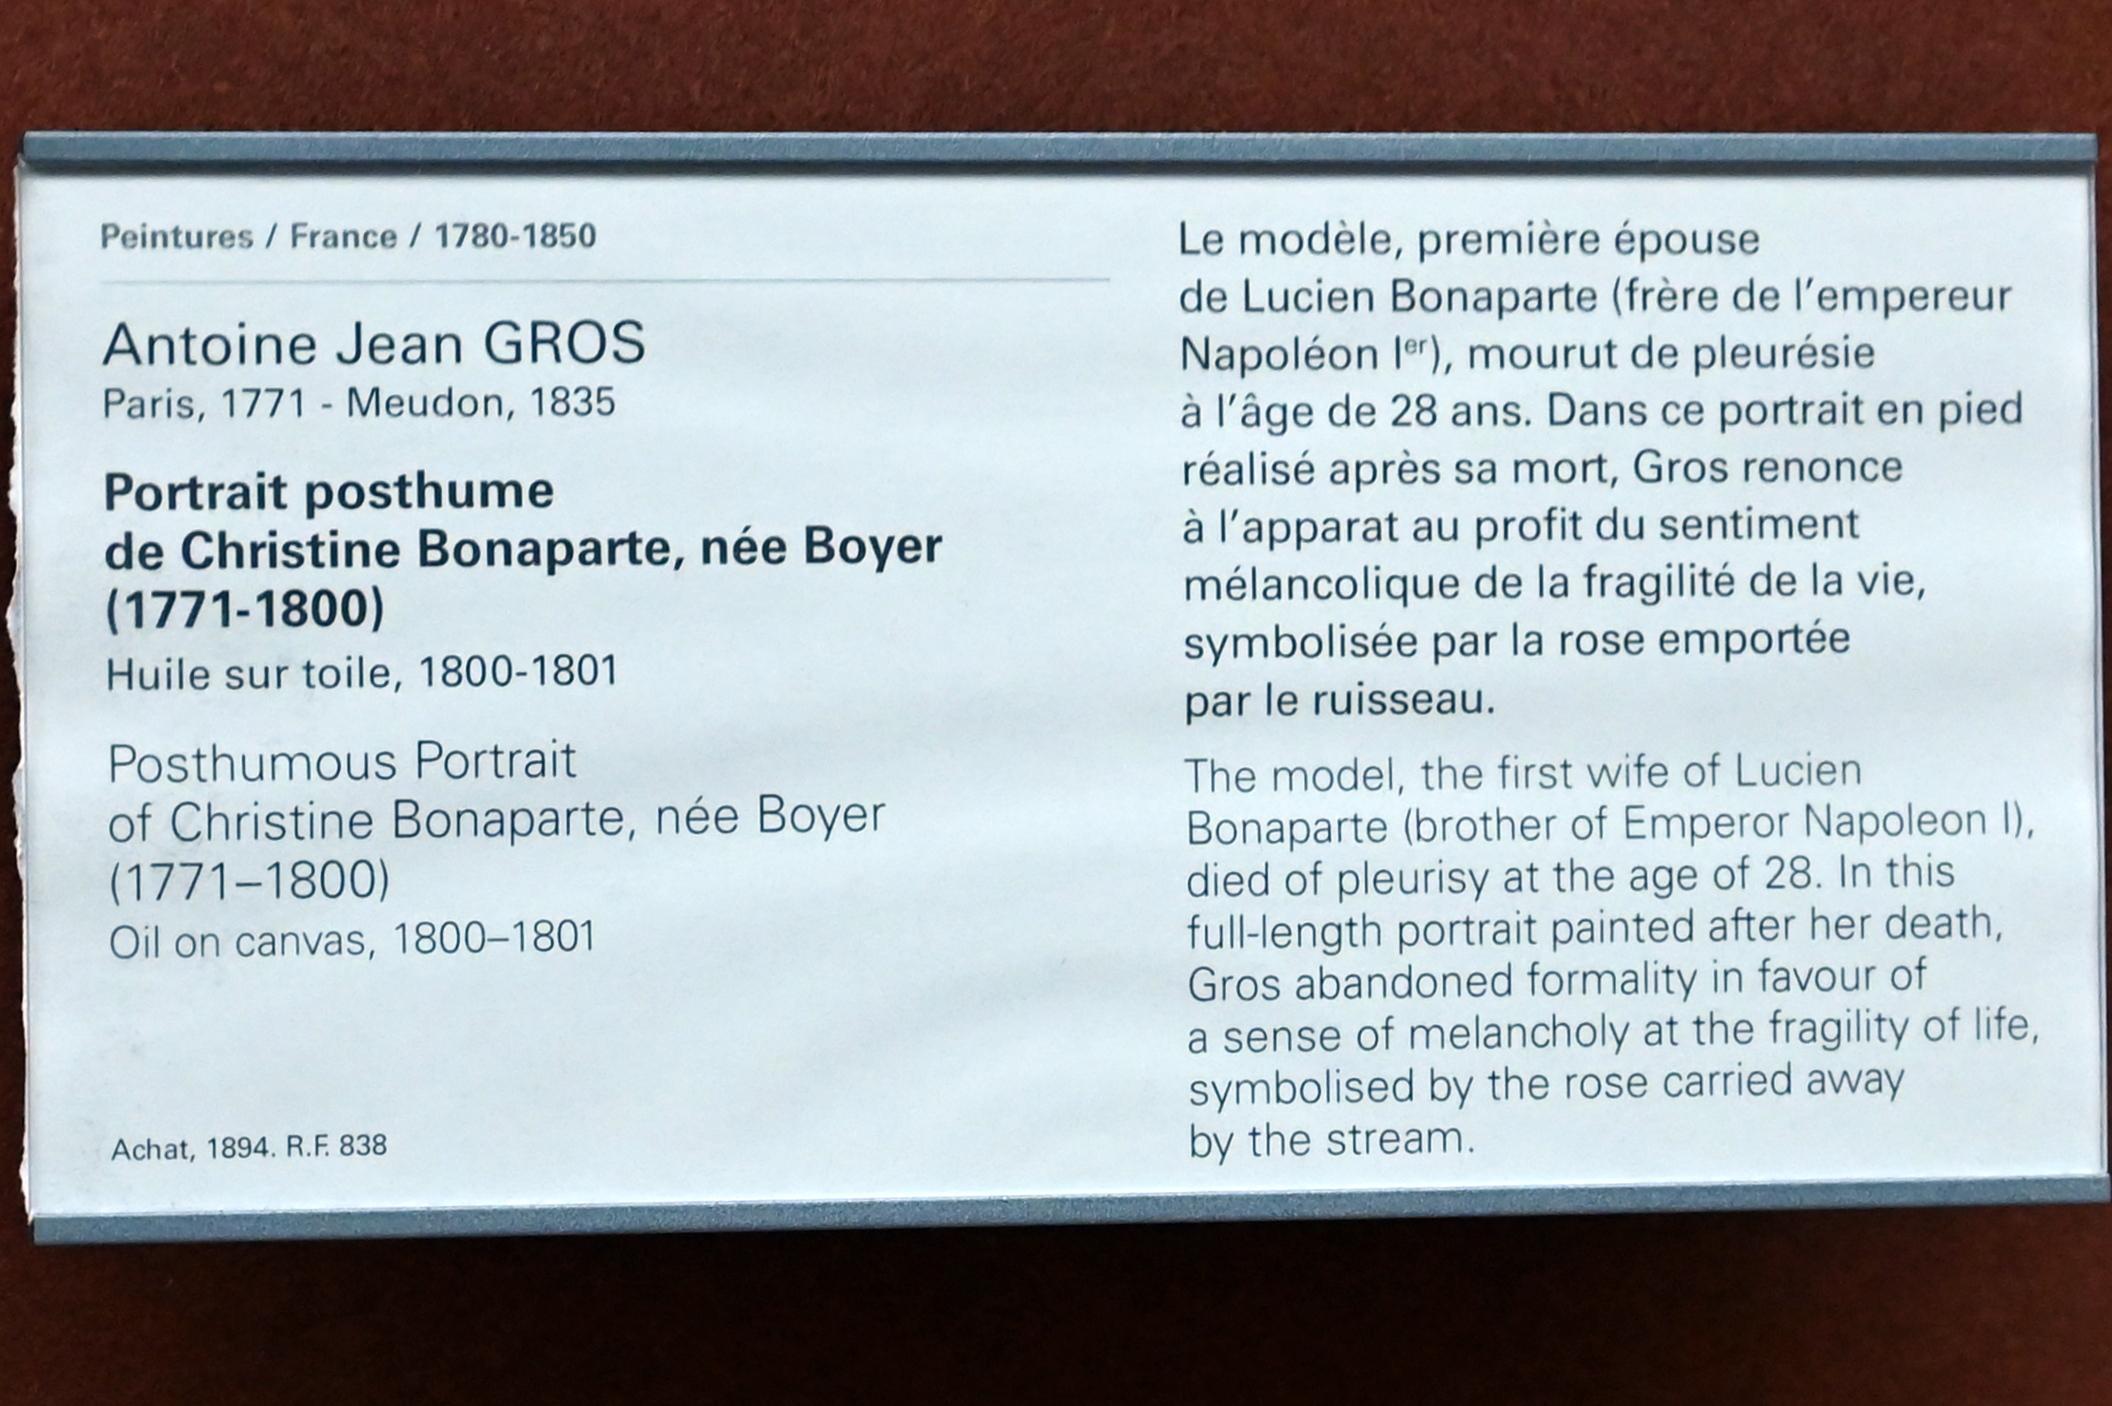 Peintures / France / 1780-1850
Antoine Jean GROS
Paris, 1771 - Meudon, 1835
Portrait posthume
de Christine Bonaparte, née Boyer
(1771-1800)
Huile sur toile, 1800-1801
Posthumous Portrait
of Christine Bonaparte, née Boyer
(1771–1800)
Oil on canvas, 1800–1801
Achat, 1894. R.F. 838
Le modèle, première épouse
de Lucien Bonaparte (frère de l'empereur
Napoléon Ier), mourut de pleurésie
à l'âge de 28 ans. Dans ce portrait en pied
réalisé après sa mort, Gros renonce
à l'apparat au profit du sentiment
mélancolique de la fragilité de la vie,
symbolisée par la rose emportée
par le ruisseau.
The model, the first wife of Lucien
Bonaparte (brother of Emperor Napoleon I),
died of pleurisy at the age of 28. In this
full-length portrait painted after her death,
Gros abandoned formality in favour of
a sense of melancholy at the fragility of life,
symbolised by the rose carried away
by the stream.